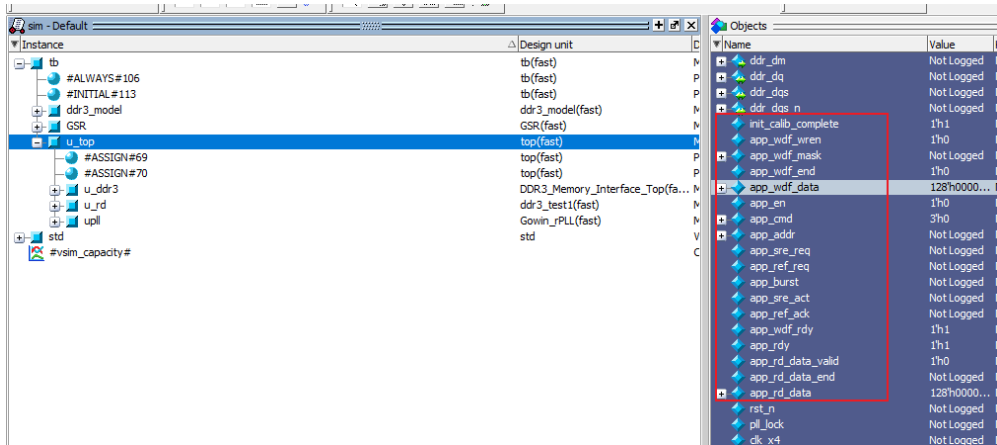 sim - Default
Instance Design unit D
tb tb(fast) M
#ALWAYS#106 tb(fast) P
#INITIAL#113 tb(fast) P
ddr3_model ddr3_model(fast) M
GSR GSR(fast) M
u_top top(fast) M
#ASSIGN#69 top(fast) P
#ASSIGN#70 top(fast) P
u_ddr3 DDR3_Memory_Interface_Top(fa... M
u_rd ddr3_test1(fast) M
upll Gowin_rPLL(fast) M
std std V
#vsim_capacity# C
Objects
Name Value
ddr_dm Not Logged
ddr_dq Not Logged
ddr_dqs Not Logged
ddr_dqs_n Not Logged
init_calib_complete 1'h1
app_wdf_wren 1'h0
app_wdf_mask Not Logged
app_wdf_end 1'h0
app_wdf_data 128'h0000...
app_en 1'h0
app_cmd 3'h0
app_addr Not Logged
app_sre_req Not Logged
app_ref_req Not Logged
app_burst Not Logged
app_sre_act Not Logged
app_ref_ack Not Logged
app_wdf_rdy 1'h1
app_rdy 1'h1
app_rd_data_valid 1'h0
app_rd_data_end Not Logged
app_rd_data 128'h0000...
rst_n Not Logged
pll_lock Not Logged
clk_x4 Not Logged